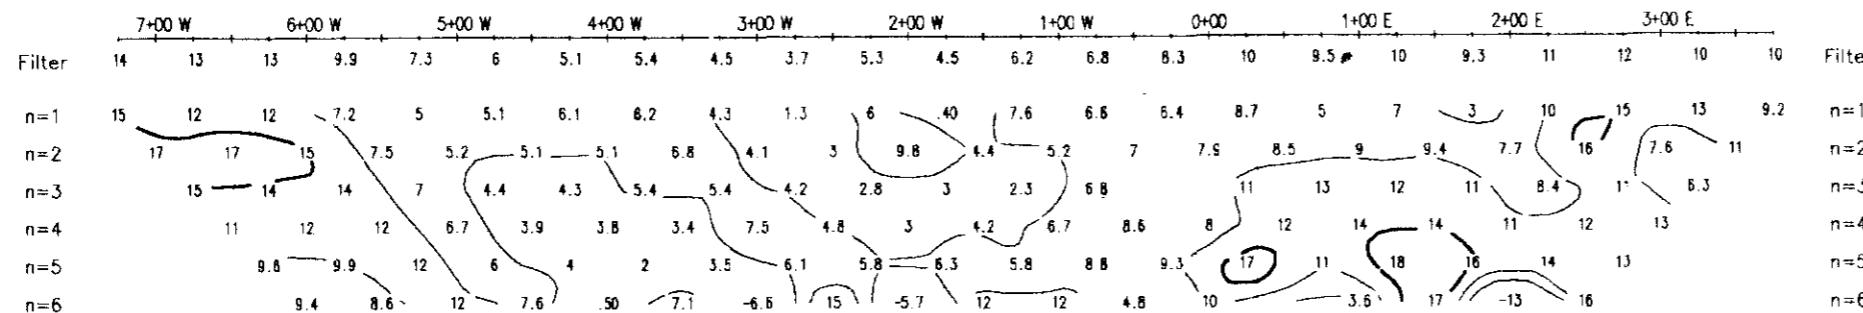 7+00 W 6+00 W 5+00 W 4+00 W 3+00 W 2+00 W 1+00 W 0+00 1+00 E 2+00 E 3+00 E
Filter 14 13 13 9.9 7.3 6 5.1 5.4 4.5 3.7 5.3 4.5 6.2 6.8 8.3 10 9.5 10 9.3 11 12 10 10 Filte
n=1 15 12 12 7.2 5 5.1 6.1 6.2 4.3 1.3 6 .40 7.6 6.6 6.4 8.7 5 7 3 10 15 13 9.2 n=1
n=2 17 17 15 7.5 5.2 5.1 5.1 6.8 4.1 3 9.8 4.4 5.2 7 7.9 8.5 9 9.4 7.7 16 7.6 11 n=2
n=3 15 14 14 7 4.4 4.3 5.4 5.4 4.2 2.8 3 2.3 6.8 11 13 12 11 8.4 11 8.3 n=3
n=4 11 12 12 6.7 3.9 3.8 3.4 7.5 4.8 3 4.2 6.7 8.6 8 12 14 14 11 12 13 n=4
n=5 9.8 9.9 12 6 4 2 3.5 6.1 5.8 6.3 5.8 8.8 9.3 17 11 18 16 14 13 n=5
n=6 9.4 8.6 12 7.6 .50 7.1 -6.6 15 -5.7 12 12 4.8 10 3.6 17 -13 16 n=6